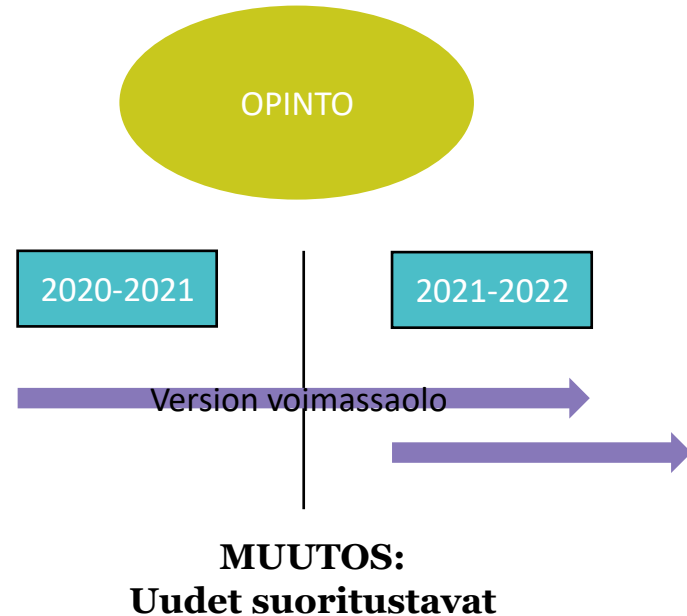 OPINTO
2020-2021
2021-2022
Version voimassaolo
MUUTOS:
Uudet suoritustavat